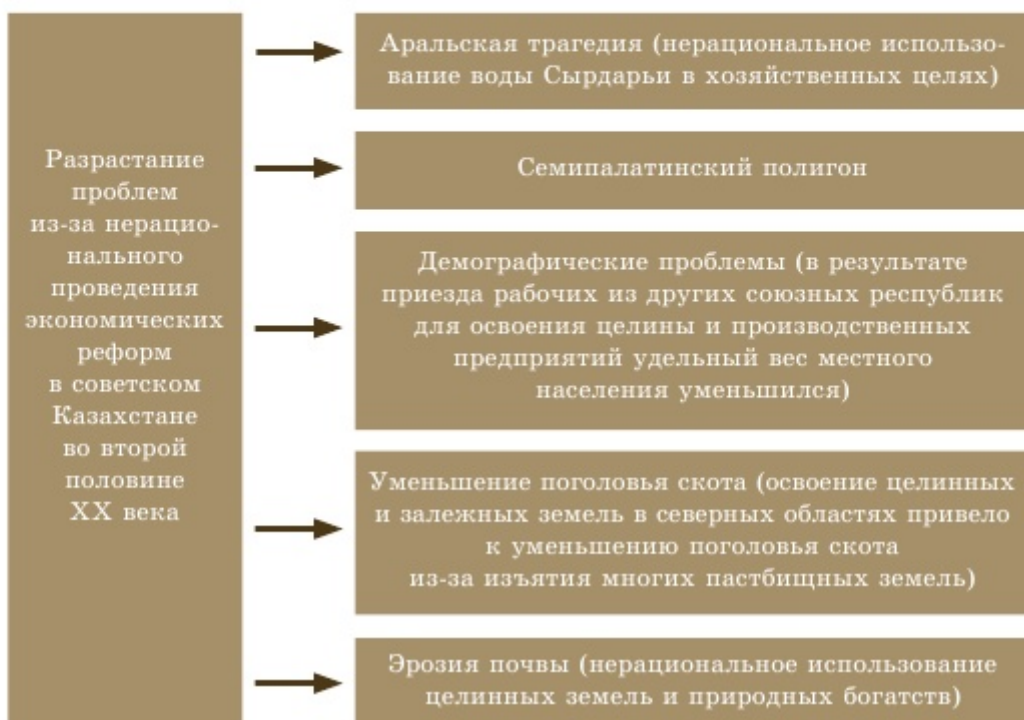 Разрастание
проблем
из-за нерацио-
нального
проведения
экономических
реформ
в советском
Казахстане
во второй
половине
XX века
Аральская трагедия (нерациональное использо-
вание воды Сырдарьи в хозяйственных целях)
Семипалатинский полигон
Демографические проблемы (в результате
приезда рабочих из других союзных республик
для освоения целины и производственных
предприятий удельный вес местного
населения уменьшился)
Уменьшение поголовья скота (освоение целинных
и залежных земель в северных областях привело
к уменьшению поголовья скота
из-за изъятия многих пастбищных земель)
Эрозия почвы (нерациональное использование
целинных земель и природных богатств)